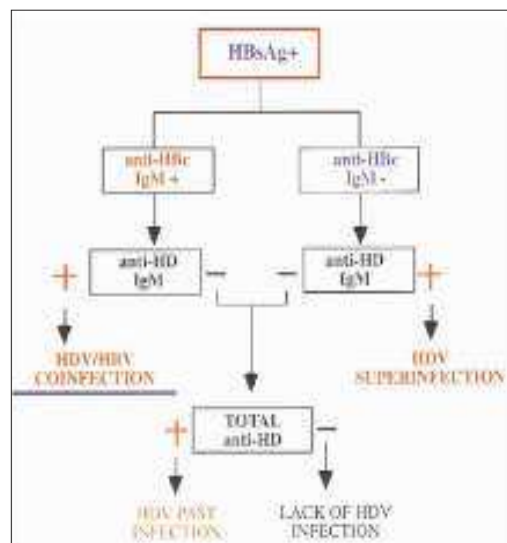 HBsAg+
anti-HBc
IgM +
anti-HBc
IgM -
+
anti-HD
IgM
−
−
anti-HD
IgM
+
HDV/HBV
COINFECTION
HDV
SUPERINFECTION
+
TOTAL
anti-HD
−
HDV PAST
INFECTION
LACK OF HDV
INFECTION